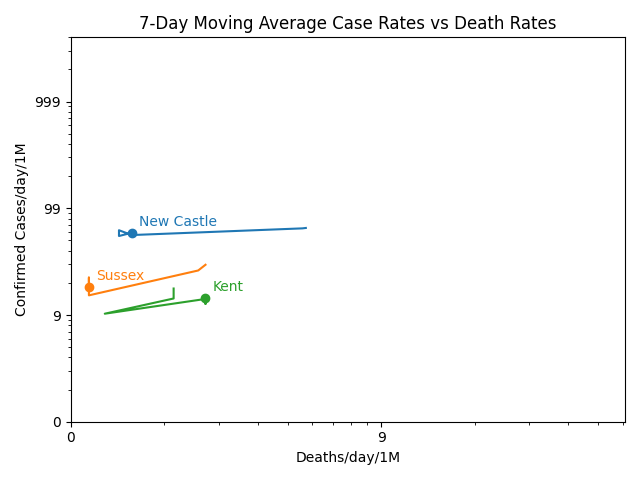 7-Day Moving Average Case Rates vs Death Rates
Confirmed Cases/day/1M
999
99
9
0
New Castle
Sussex
Kent
0
9
Deaths/day/1M